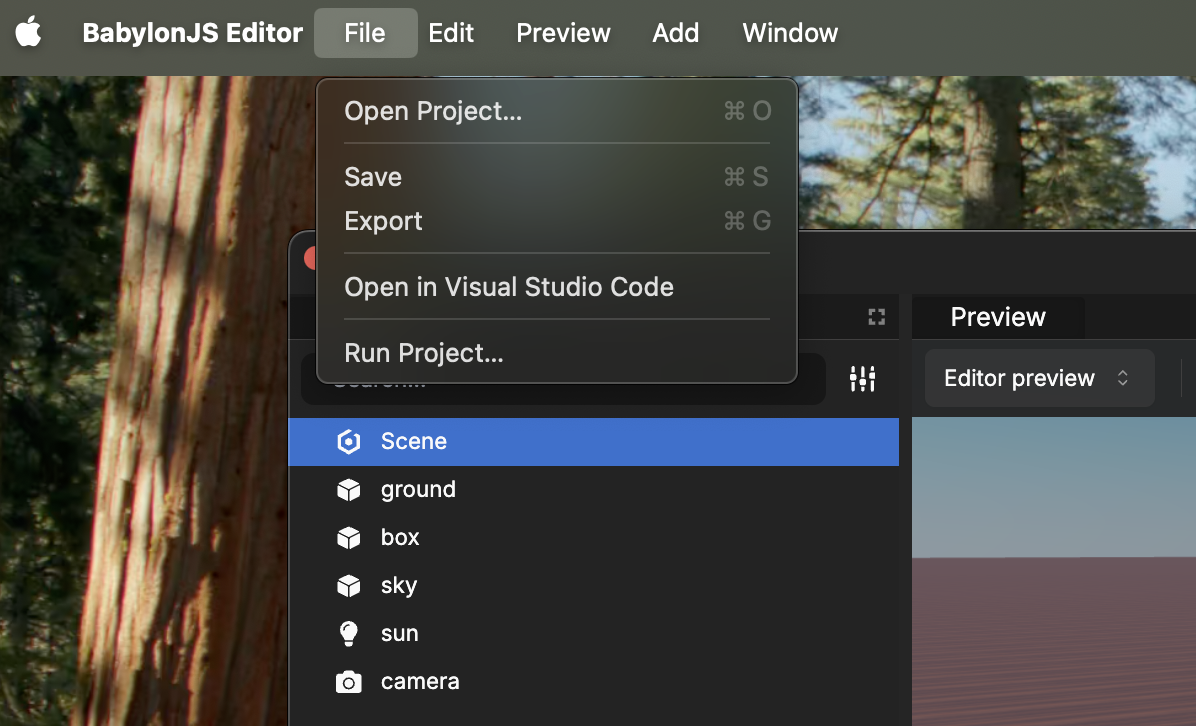 BabylonJS Editor File Edit Preview Add Window
Open Project... ⌘ O
Save ⌘ S
Export ⌘ G
Open in Visual Studio Code
Run Project...
Preview
Editor preview
Scene
ground
box
sky
sun
camera